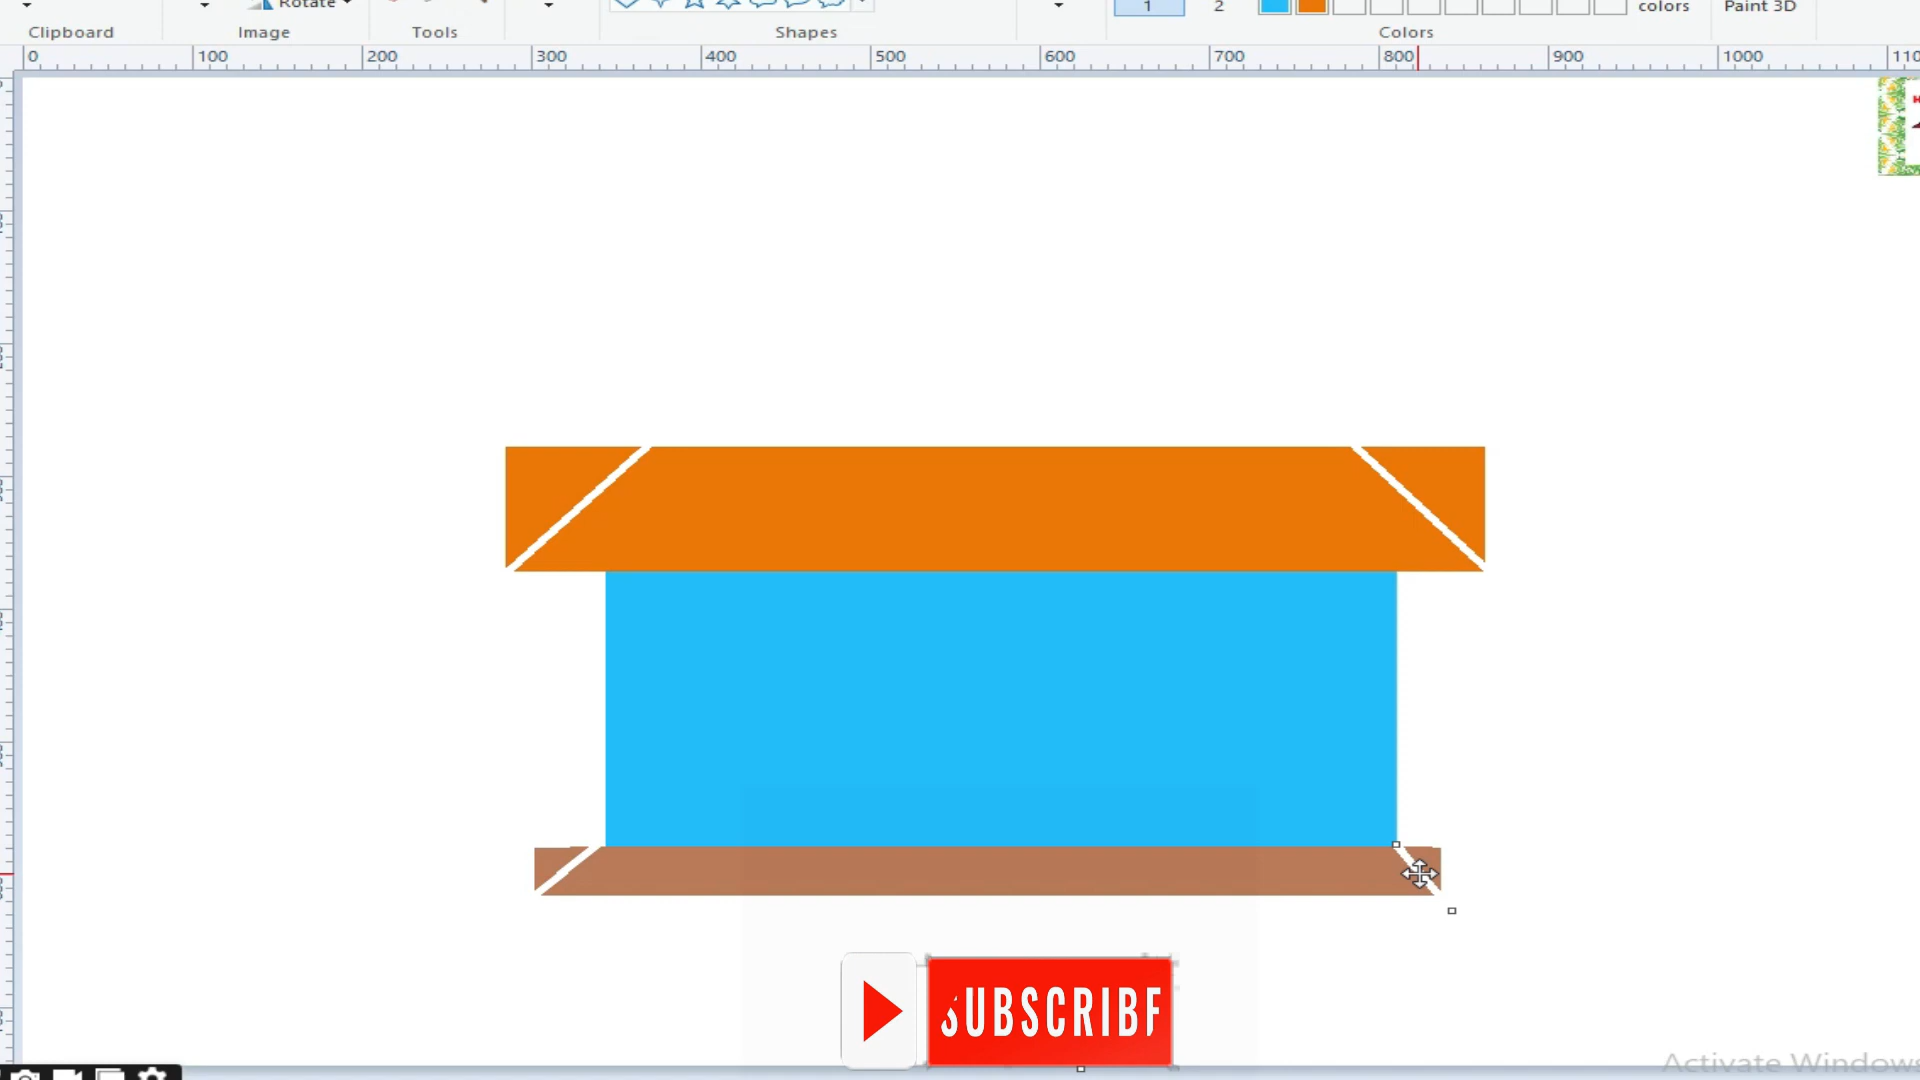 Rotate
1
2
colors
Paint 3D
Clipboard
Image
Tools
Shapes
Colors
0 100 200 300 400 500 600 700 800 900 1000 110
SUBSCRIBE
Activate Windows